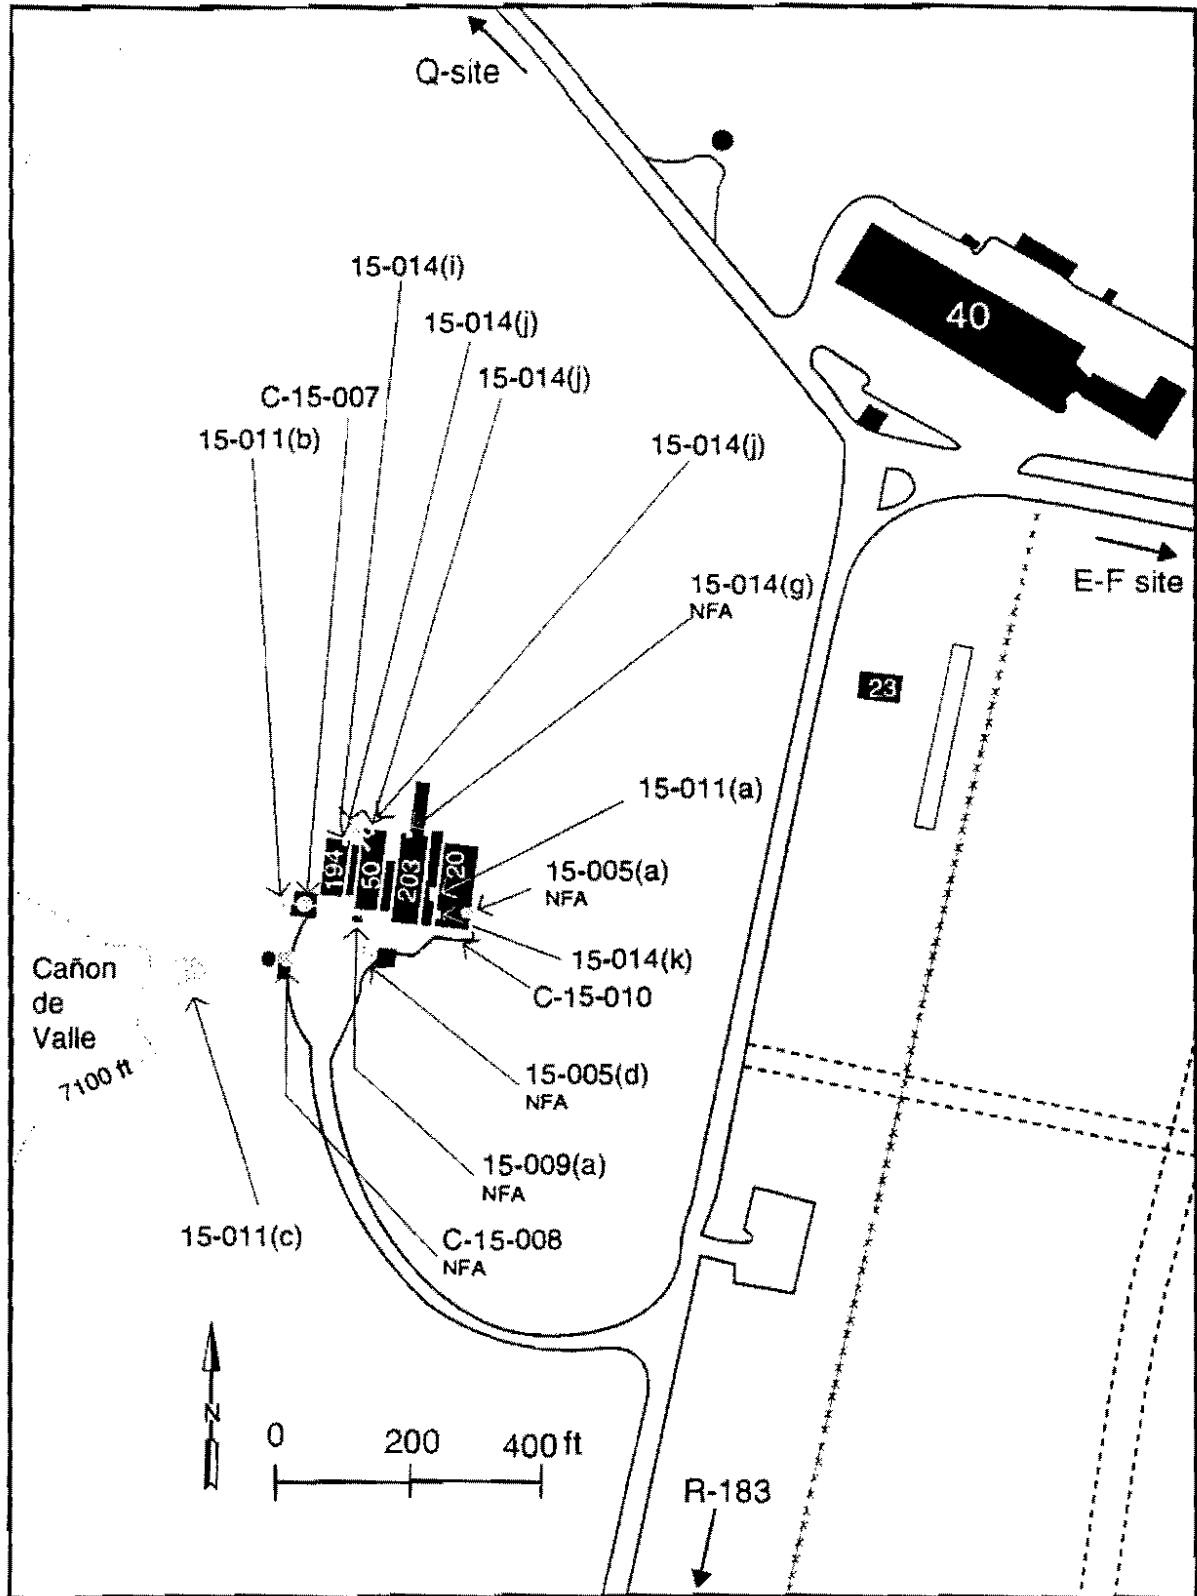 Q-site
40
15-014(i)
15-014(j)
15-014(j)
C-15-007
15-011(b)
15-014(j)
E-F site
15-014(g)
NFA
23
15-011(a)
194
50
203
20
15-005(a)
NFA
15-014(k)
C-15-010
Cañon
de
Valle
7100 ft
15-005(d)
NFA
15-009(a)
NFA
15-011(c)
C-15-008
NFA
N
0 200 400 ft
R-183